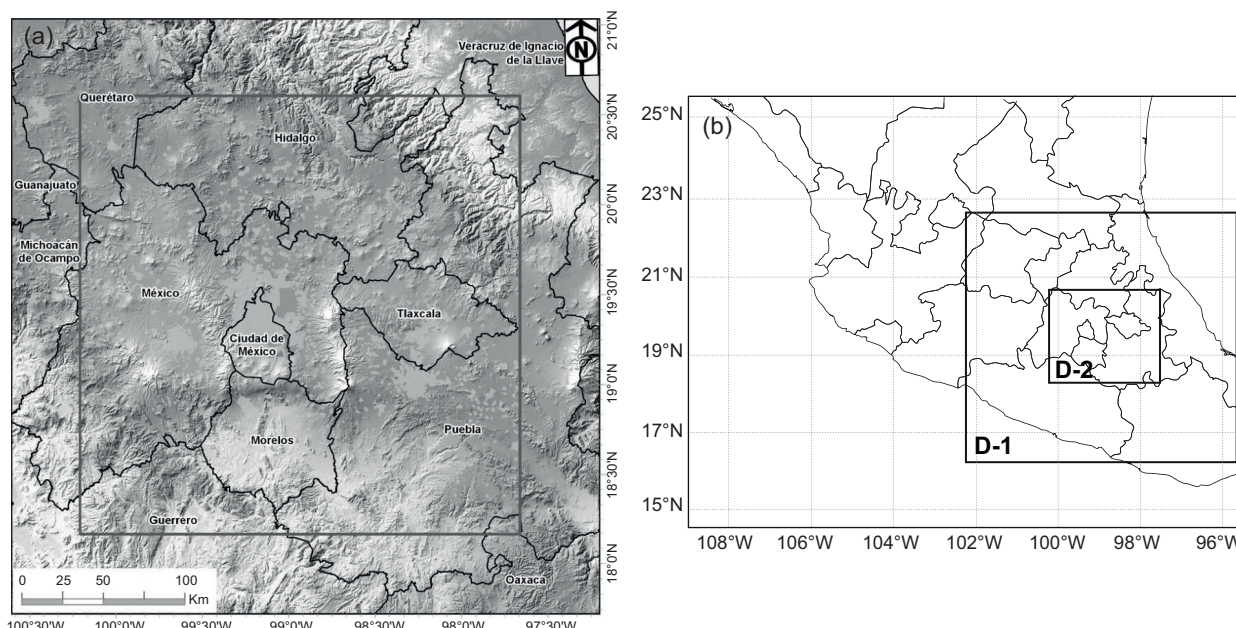 (a)
N
Veracruz de Ignacio
de la Llave
Querétaro
Hidalgo
Guanajuato
Michoacán
de Ocampo
México
Tlaxcala
Ciudad de
México
Morelos
Puebla
Guerrero
Oaxaca
0 25 50 100
Km
21°0'N
20°30'N
20°0'N
19°30'N
19°0'N
18°30'N
18°0'N
100°30'W 100°0'W 99°30'W 99°0'W 98°30'W 98°0'W 97°30'W
(b)
25°N
23°N
21°N
19°N
17°N
15°N
D-2
D-1
108°W 106°W 104°W 102°W 100°W 98°W 96°W